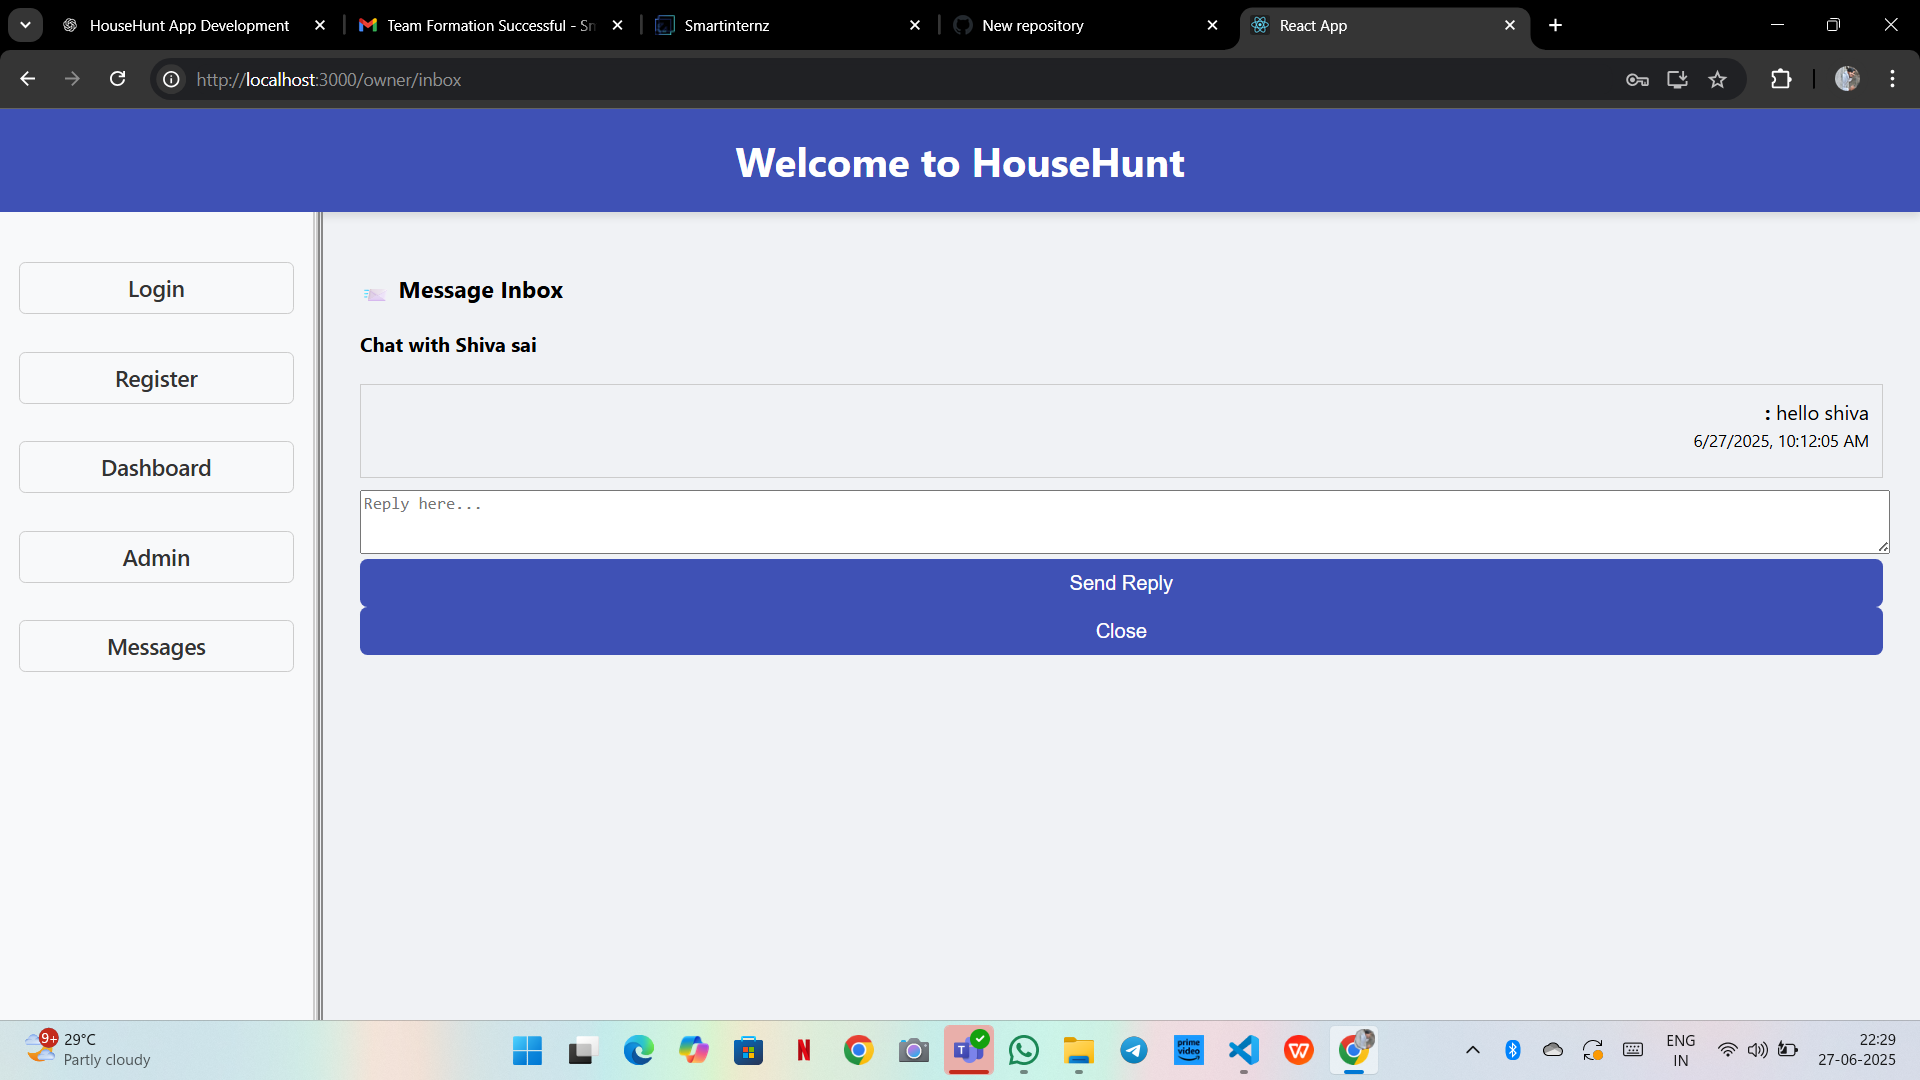 HouseHunt App Development
Team Formation Successful - Sn
Smartinternz
New repository
React App
http://localhost:3000/owner/inbox
Welcome to HouseHunt
Login
Register
Dashboard
Admin
Messages
Message Inbox
Chat with Shiva sai
: hello shiva
6/27/2025, 10:12:05 AM
Reply here...
Send Reply
Close
9+
29°C
Partly cloudy
N
T
prime
video
W
ENG
IN
22:29
27-06-2025